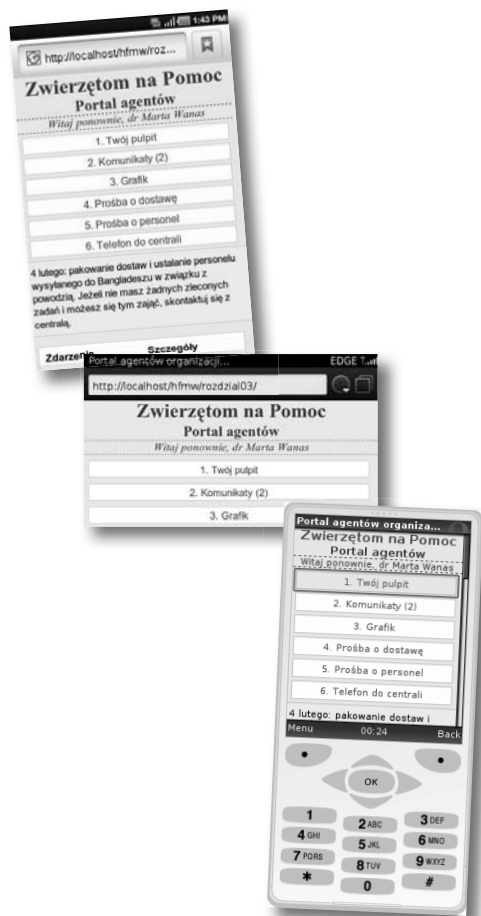 1:43 PM
http://localhost/hfmw/roz...
Zwierzętom na Pomoc
Portal agentów
Witaj ponownie, dr Marta Wanas
1. Twój pulpit
2. Komunikaty (2)
3. Grafik
4. Prośba o dostawę
5. Prośba o personel
6. Telefon do centrali
4 lutego: pakowanie dostaw i ustalanie personelu
wysyłanego do Bangladeszu w związku z
powodzią. Jeżeli nie masz żadnych zleconych
zadań i możesz się tym zająć, skontaktuj się z
centralą.
Zdarzenie Szczegóły
Portal agentów organizacji... EDGE
http://localhost/hfmw/rozdzial03/
Zwierzętom na Pomoc
Portal agentów
Witaj ponownie, dr Marta Wanas
1. Twój pulpit
2. Komunikaty (2)
3. Grafik
Portal agentów organiza...
Zwierzętom na Pomoc
Portal agentów
Witaj ponownie, dr Marta Wanas
1. Twój pulpit
2. Komunikaty (2)
3. Grafik
4. Prośba o dostawę
5. Prośba o personel
6. Telefon do centrali
4 lutego: pakowanie dostaw i
Menu 00:24 Back
OK
1 2 ABC 3 DEF
4 GHI 5 JKL 6 MNO
7 PQRS 8 TUV 9 WXYZ
* 0 #